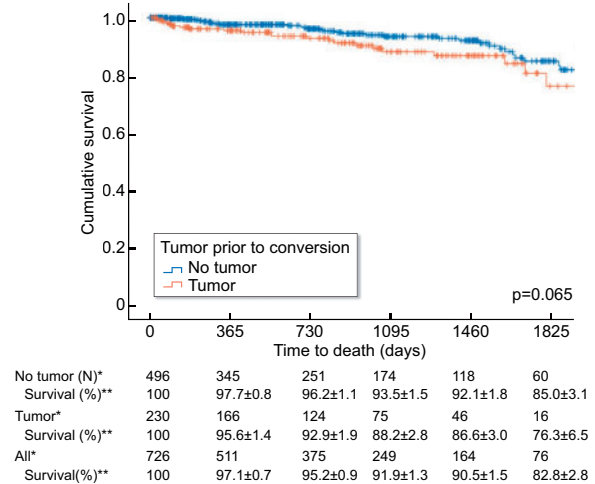 1.0
0.8
0.6
0.4
0.2
0
Cumulative survival
Tumor prior to conversion
No tumor
Tumor
p=0.065
0 365 730 1095 1460 1825
Time to death (days)
No tumor (N)* 496 345 251 174 118 60
Survival (%)** 100 97.7±0.8 96.2±1.1 93.5±1.5 92.1±1.8 85.0±3.1
Tumor* 230 166 124 75 46 16
Survival (%)** 100 95.6±1.4 92.9±1.9 88.2±2.8 86.6±3.0 76.3±6.5
All* 726 511 375 249 164 76
Survival(%)** 100 97.1±0.7 95.2±0.9 91.9±1.3 90.5±1.5 82.8±2.8